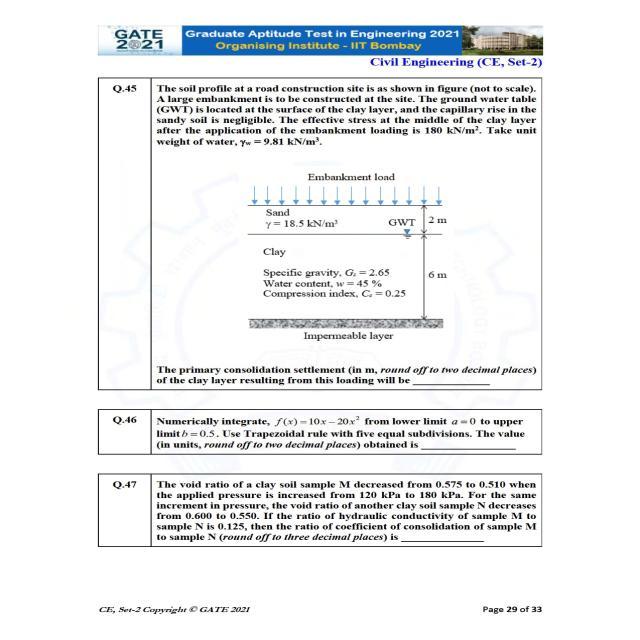 GATE Graduate Aptitude Test in Engineering 2021
2021 Organising Institute - IIT Bombay
Civil Engineering (CE, Set-2)
Q.45 The soil profile at a road construction site is as shown in figure (not to scale).
A large embankment is to be constructed at the site. The ground water table
(GWT) is located at the surface of the clay layer, and the capillary rise in the
sandy soil is negligible. The effective stress at the middle of the clay layer
after the application of the embankment loading is 180 kN/m². Take unit
weight of water, γw = 9.81 kN/m³.
Embankment load
Sand
γ = 18.5 kN/m³ GWT 2 m
Clay
Specific gravity, Gs = 2.65 6 m
Water content, w = 45 %
Compression index, Cc = 0.25
Impermeable layer
The primary consolidation settlement (in m, round off to two decimal places)
of the clay layer resulting from this loading will be ____________
Q.46 Numerically integrate, f(x) = 10x − 20x² from lower limit a = 0 to upper
limit b = 0.5. Use Trapezoidal rule with five equal subdivisions. The value
(in units, round off to two decimal places) obtained is ____________
Q.47 The void ratio of a clay soil sample M decreased from 0.575 to 0.510 when
the applied pressure is increased from 120 kPa to 180 kPa. For the same
increment in pressure, the void ratio of another clay soil sample N decreases
from 0.600 to 0.550. If the ratio of hydraulic conductivity of sample M to
sample N is 0.125, then the ratio of coefficient of consolidation of sample M
to sample N (round off to three decimal places) is ____________
CE, Set-2 Copyright © GATE 2021 Page 29 of 33